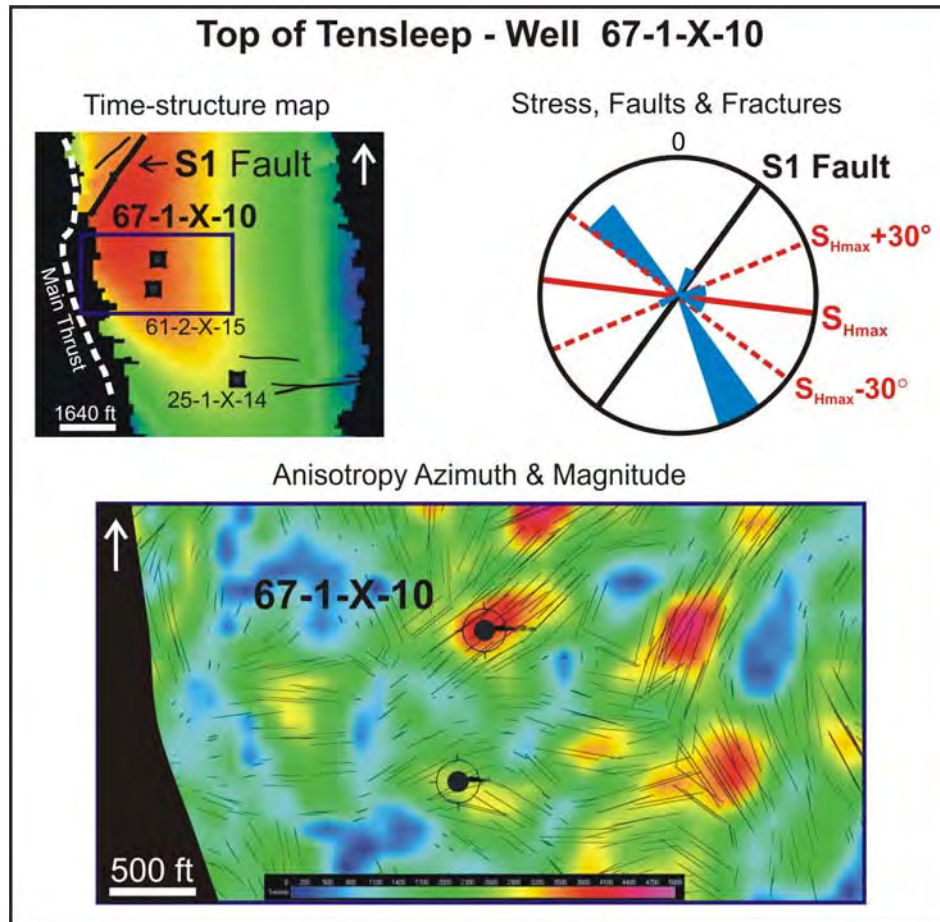 Top of Tensleep - Well 67-1-X-10
Time-structure map
S1 Fault
67-1-X-10
Main Thrust
61-2-X-15
25-1-X-14
1640 ft
Stress, Faults & Fractures
0
S1 Fault
SHmax+30°
SHmax
SHmax-30°
Anisotropy Azimuth & Magnitude
67-1-X-10
500 ft